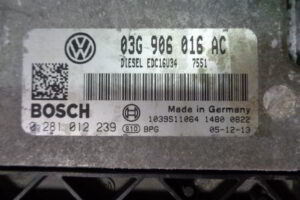 03G 906 016 AC
DIESEL EDC16U34 7551
BOSCH
Made in Germany
0 281 012 239
1039S11064 1480 0822
610 BPG
05-12-13